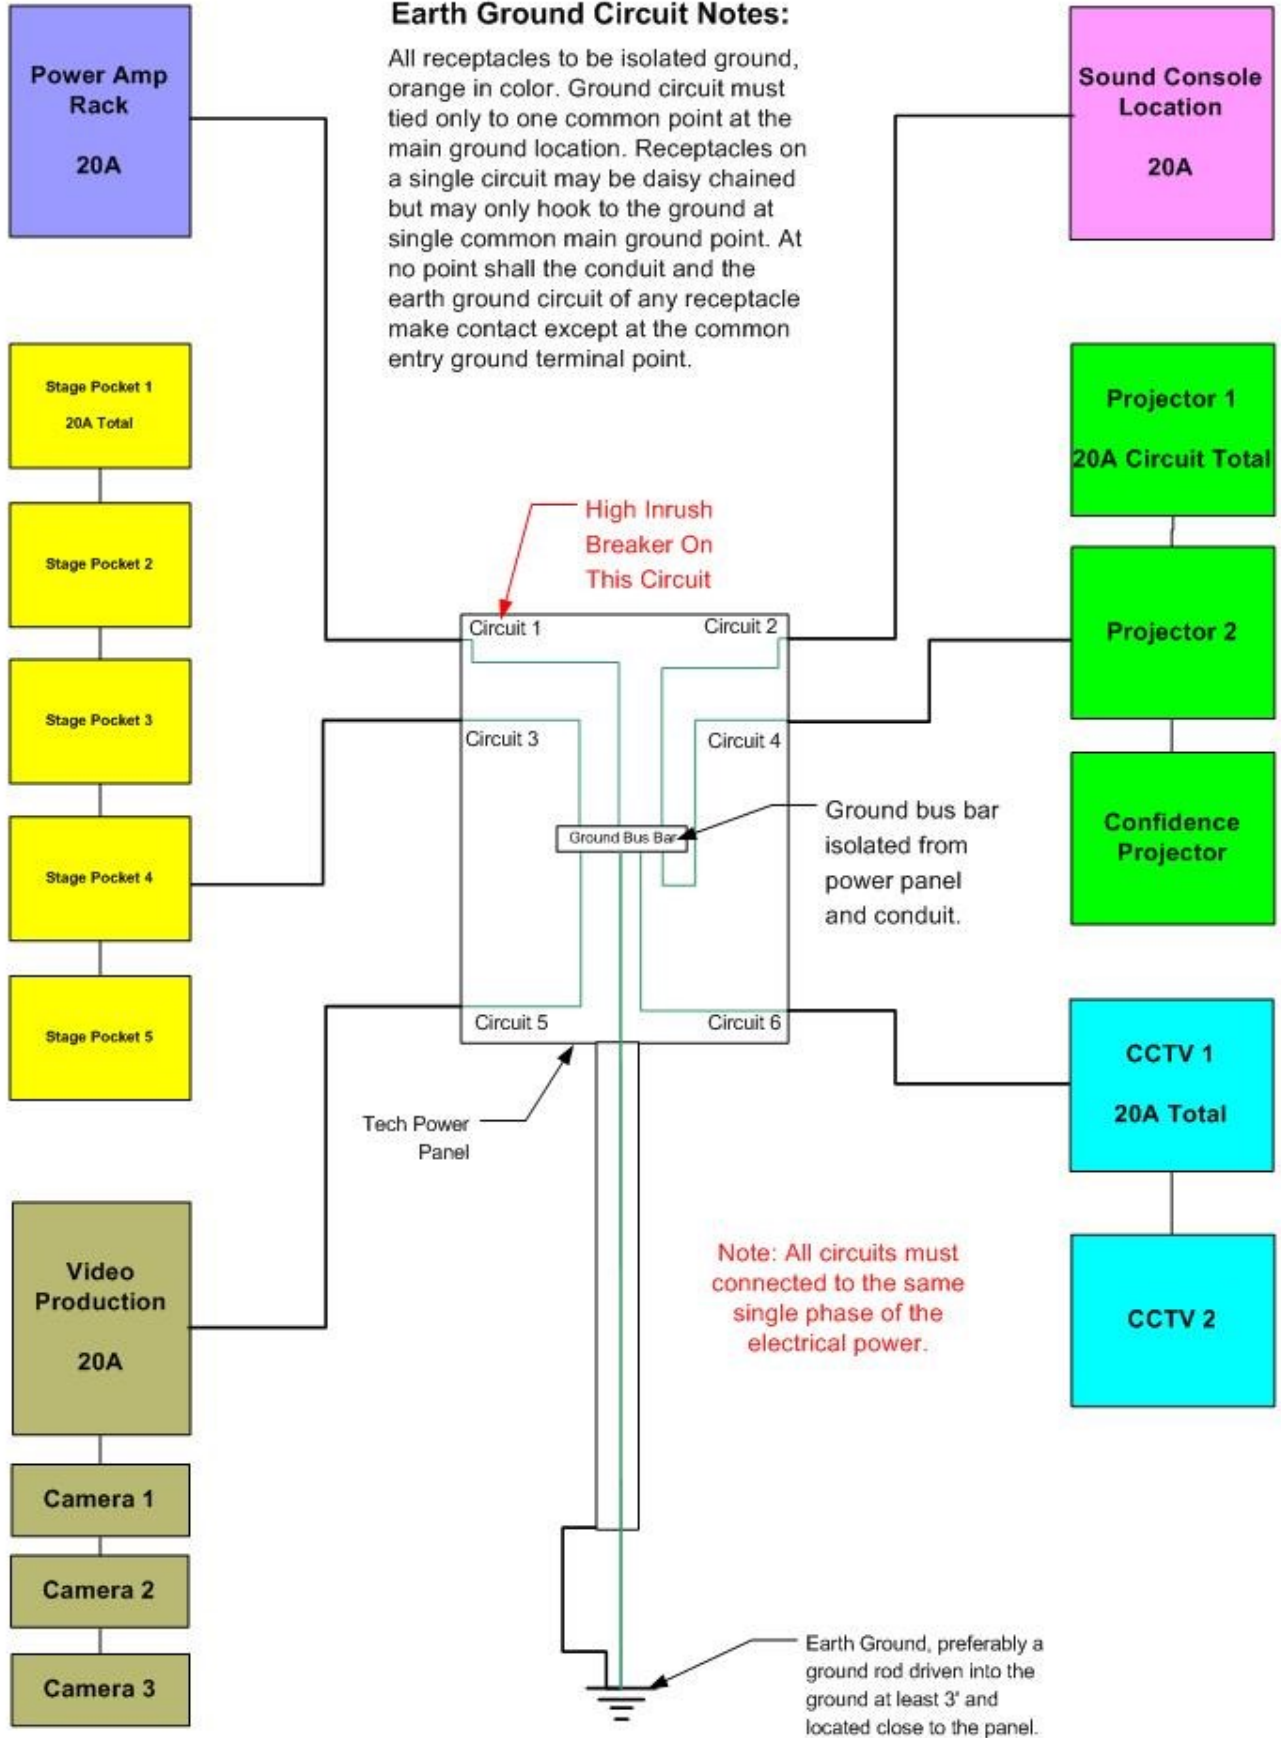 Earth Ground Circuit Notes:
All receptacles to be isolated ground,
orange in color. Ground circuit must
tied only to one common point at the
main ground location. Receptacles on
a single circuit may be daisy chained
but may only hook to the ground at
single common main ground point. At
no point shall the conduit and the
earth ground circuit of any receptacle
make contact except at the common
entry ground terminal point.
Power Amp
Rack
20A
Sound Console
Location
20A
Stage Pocket 1
20A Total
Stage Pocket 2
Stage Pocket 3
Stage Pocket 4
Stage Pocket 5
Projector 1
20A Circuit Total
Projector 2
Confidence
Projector
High Inrush
Breaker On
This Circuit
Circuit 1
Circuit 2
Circuit 3
Circuit 4
Ground Bus Bar
Ground bus bar
isolated from
power panel
and conduit.
Circuit 5
Circuit 6
Tech Power
Panel
CCTV 1
20A Total
CCTV 2
Video
Production
20A
Camera 1
Camera 2
Camera 3
Note: All circuits must
connected to the same
single phase of the
electrical power.
Earth Ground, preferably a
ground rod driven into the
ground at least 3' and
located close to the panel.